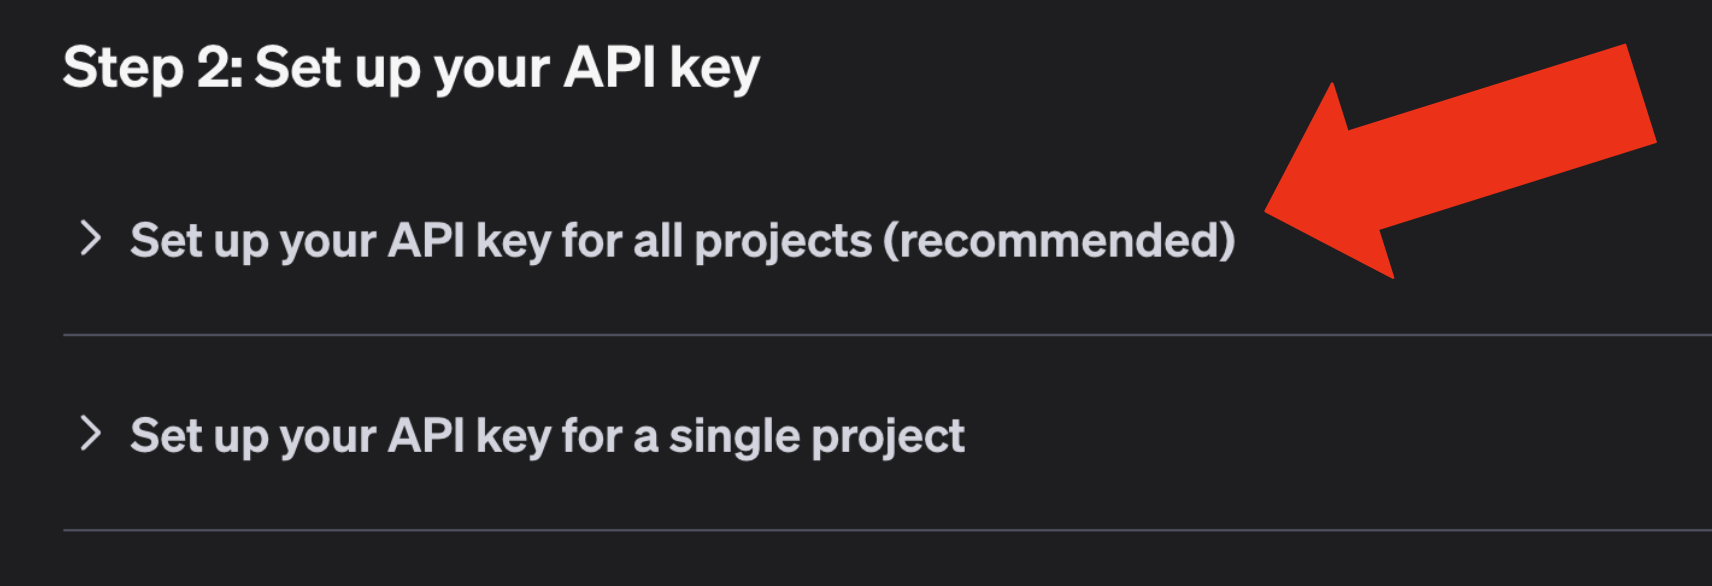 Step 2: Set up your API key
Set up your API key for all projects (recommended)
Set up your API key for a single project